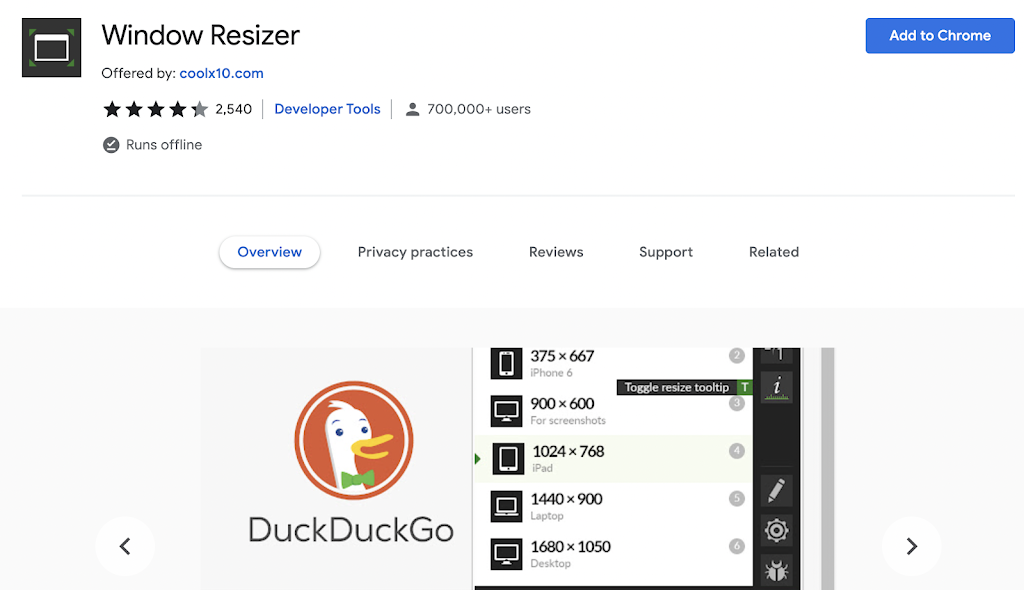 Window Resizer
Add to Chrome
Offered by: coolx10.com
2,540
Developer Tools
700,000+ users
Runs offline
Overview
Privacy practices
Reviews
Support
Related
375 × 667
iPhone 6
2
Toggle resize tooltip T
i
900 × 600
For screenshots
3
1024 × 768
iPad
4
1440 × 900
Laptop
5
1680 × 1050
Desktop
6
DuckDuckGo